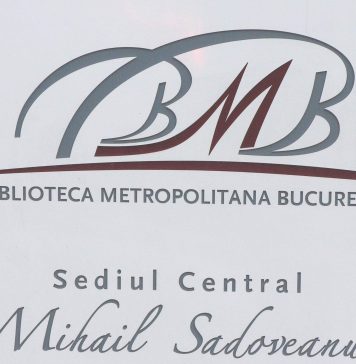 BMB
BLIOTECA METROPOLITANA BUCURE
Sediul Central
Mihail Sadoveanu